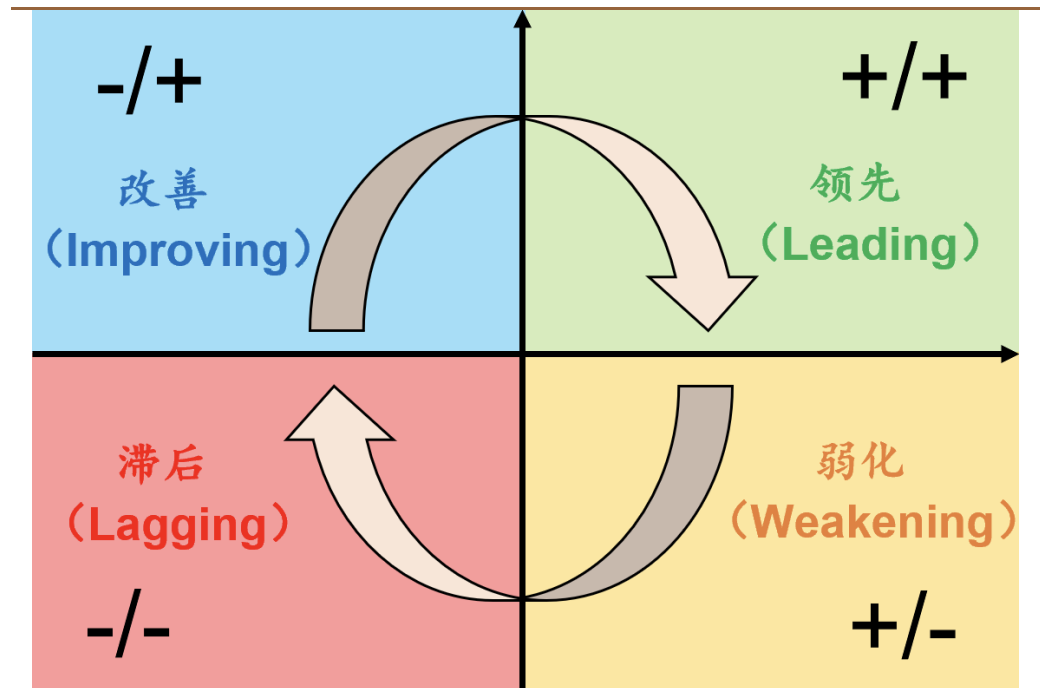 -/+
改善
（Improving）
+/+
领先
（Leading）
滞后
（Lagging）
-/-
弱化
（Weakening）
+/-